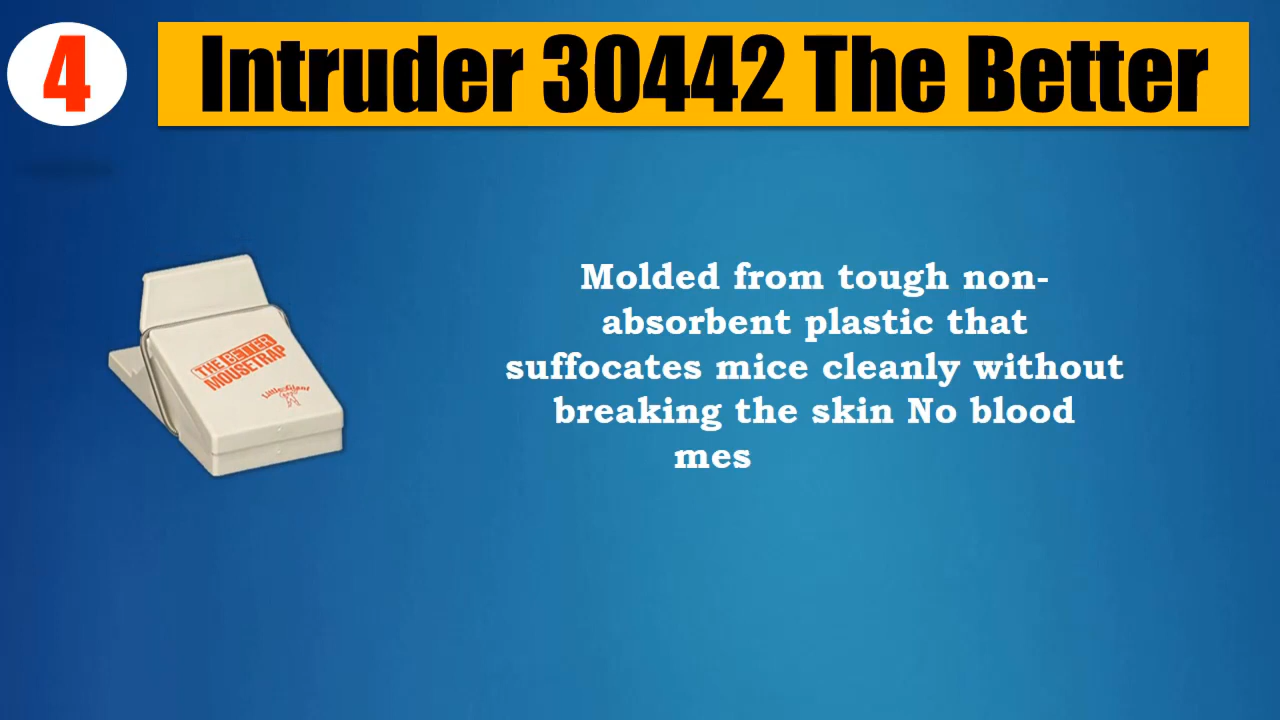 4
Intruder 30442 The Better
THE BETTER
MOUSETRAP
Molded from tough non-
absorbent plastic that
suffocates mice cleanly without
breaking the skin No blood
mes